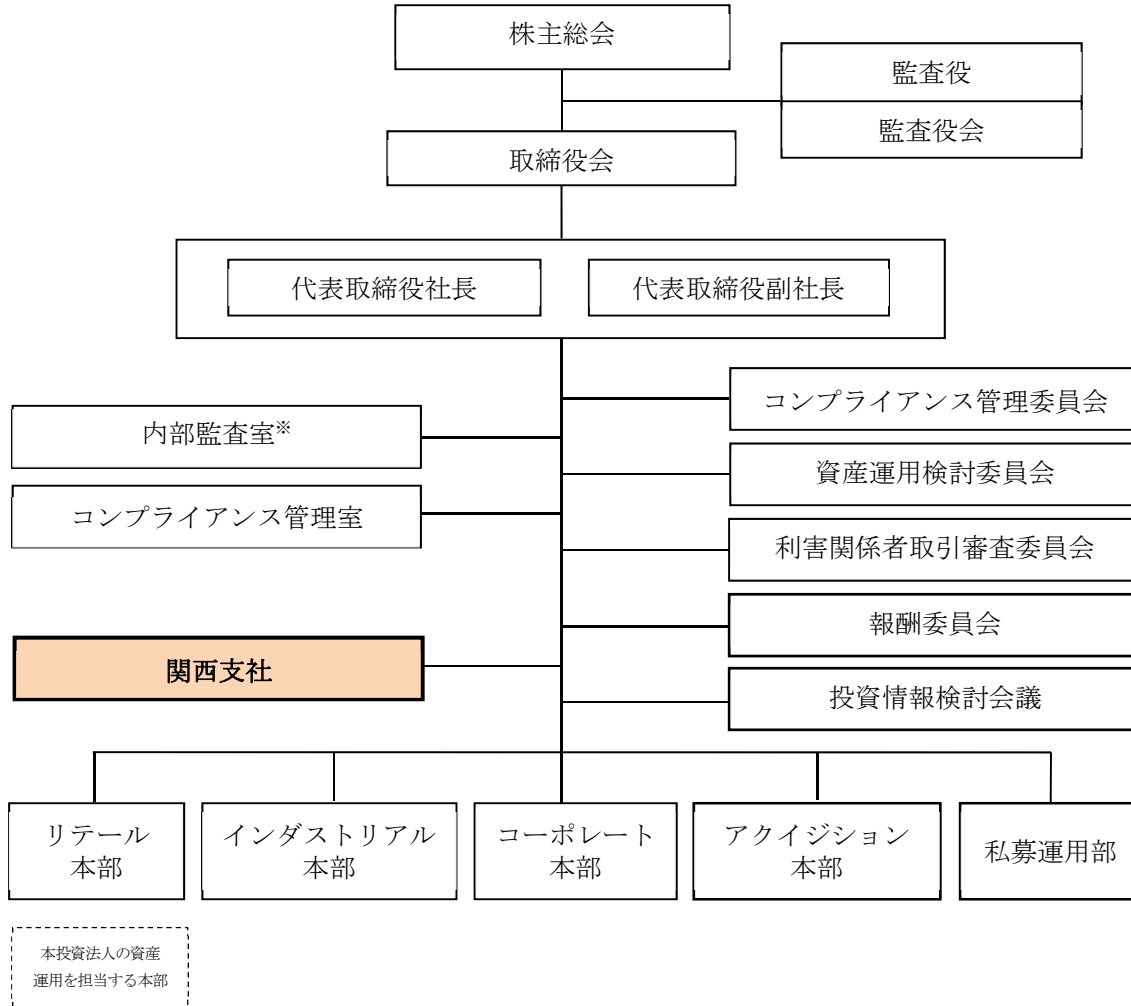 株主総会
監査役
監査役会
取締役会
代表取締役社長
代表取締役副社長
コンプライアンス管理委員会
内部監査室※
資産運用検討委員会
コンプライアンス管理室
利害関係者取引審査委員会
報酬委員会
関西支社
投資情報検討会議
リテール
本部
インダストリアル
本部
コーポレート
本部
アクイジション
本部
私募運用部
本投資法人の資産
運用を担当する本部